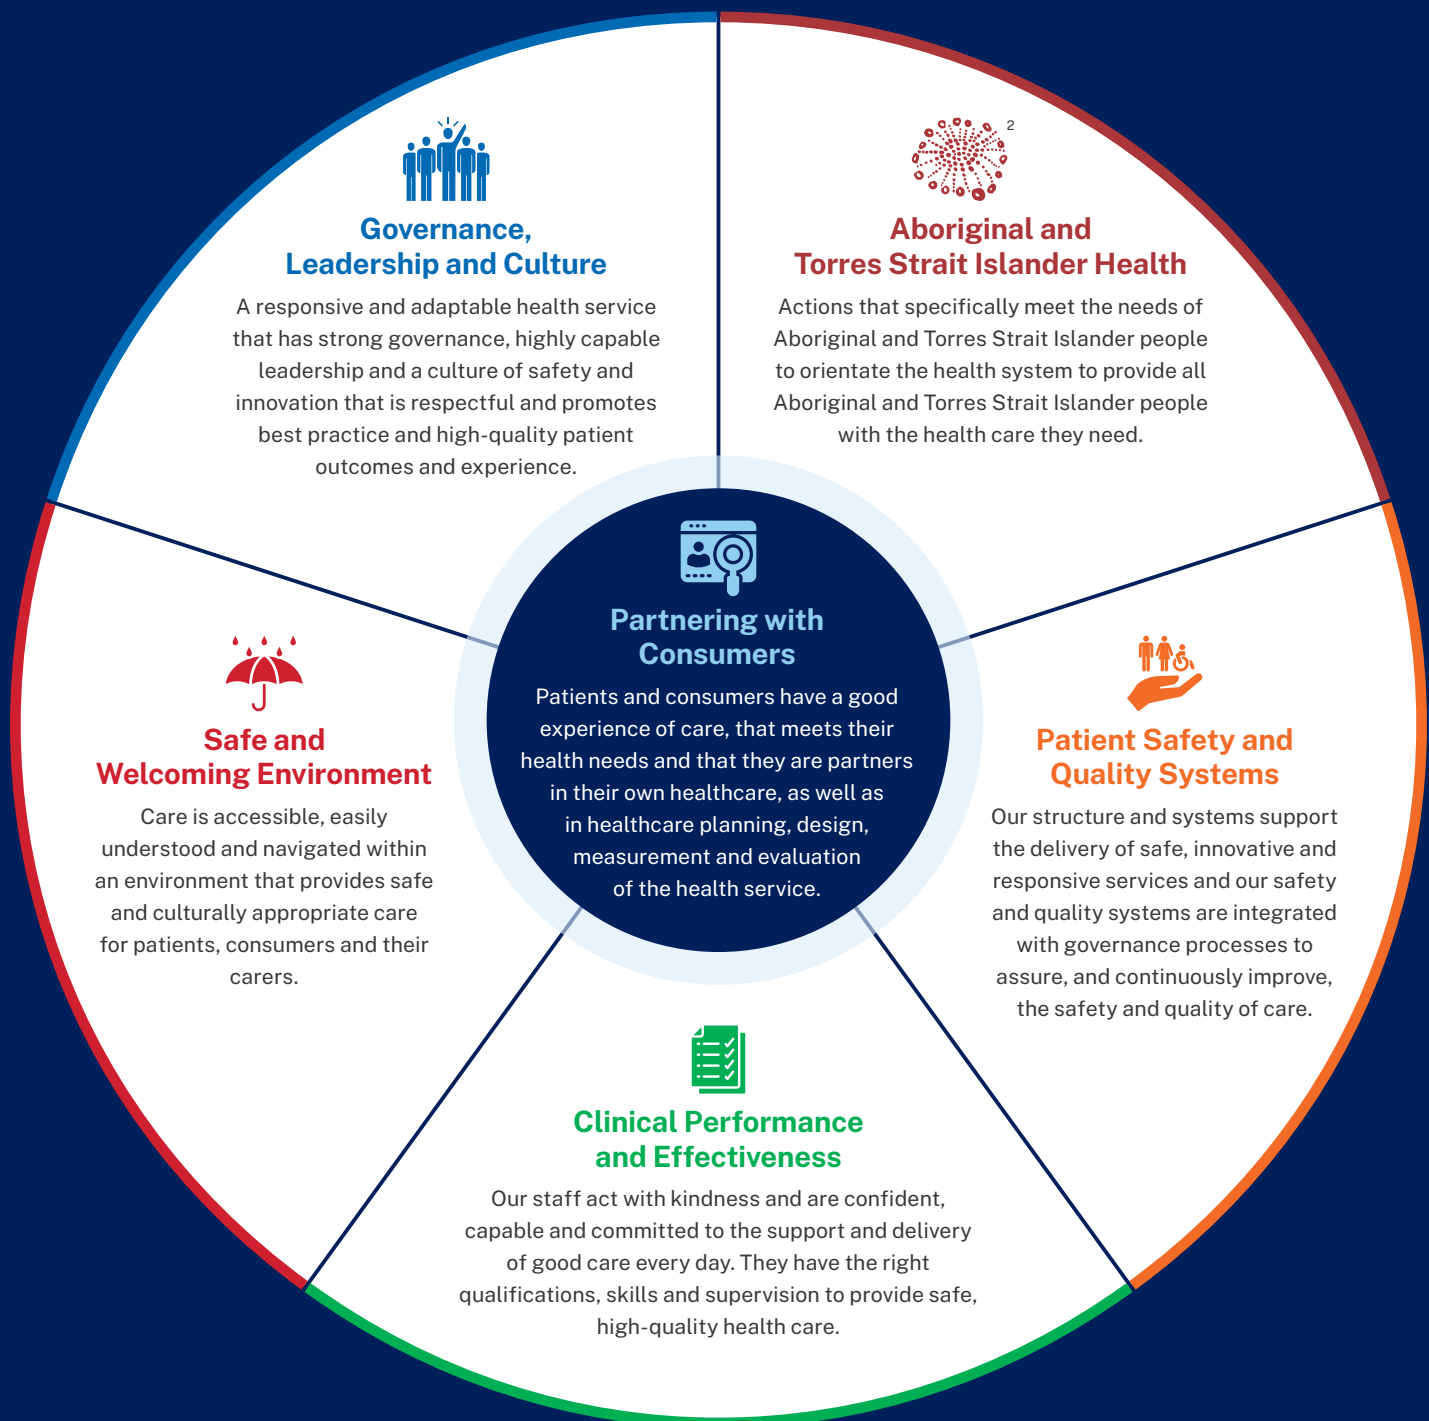 Governance,
Leadership and Culture
A responsive and adaptable health service
that has strong governance, highly capable
leadership and a culture of safety and
innovation that is respectful and promotes
best practice and high-quality patient
outcomes and experience.
2
Aboriginal and
Torres Strait Islander Health
Actions that specifically meet the needs of
Aboriginal and Torres Strait Islander people
to orientate the health system to provide all
Aboriginal and Torres Strait Islander people
with the health care they need.
Partnering with
Consumers
Patients and consumers have a good
experience of care, that meets their
health needs and that they are partners
in their own healthcare, as well as
in healthcare planning, design,
measurement and evaluation
of the health service.
Safe and
Welcoming Environment
Care is accessible, easily
understood and navigated within
an environment that provides safe
and culturally appropriate care
for patients, consumers and their
carers.
Patient Safety and
Quality Systems
Our structure and systems support
the delivery of safe, innovative and
responsive services and our safety
and quality systems are integrated
with governance processes to
assure, and continuously improve,
the safety and quality of care.
Clinical Performance
and Effectiveness
Our staff act with kindness and are confident,
capable and committed to the support and delivery
of good care every day. They have the right
qualifications, skills and supervision to provide safe,
high-quality health care.